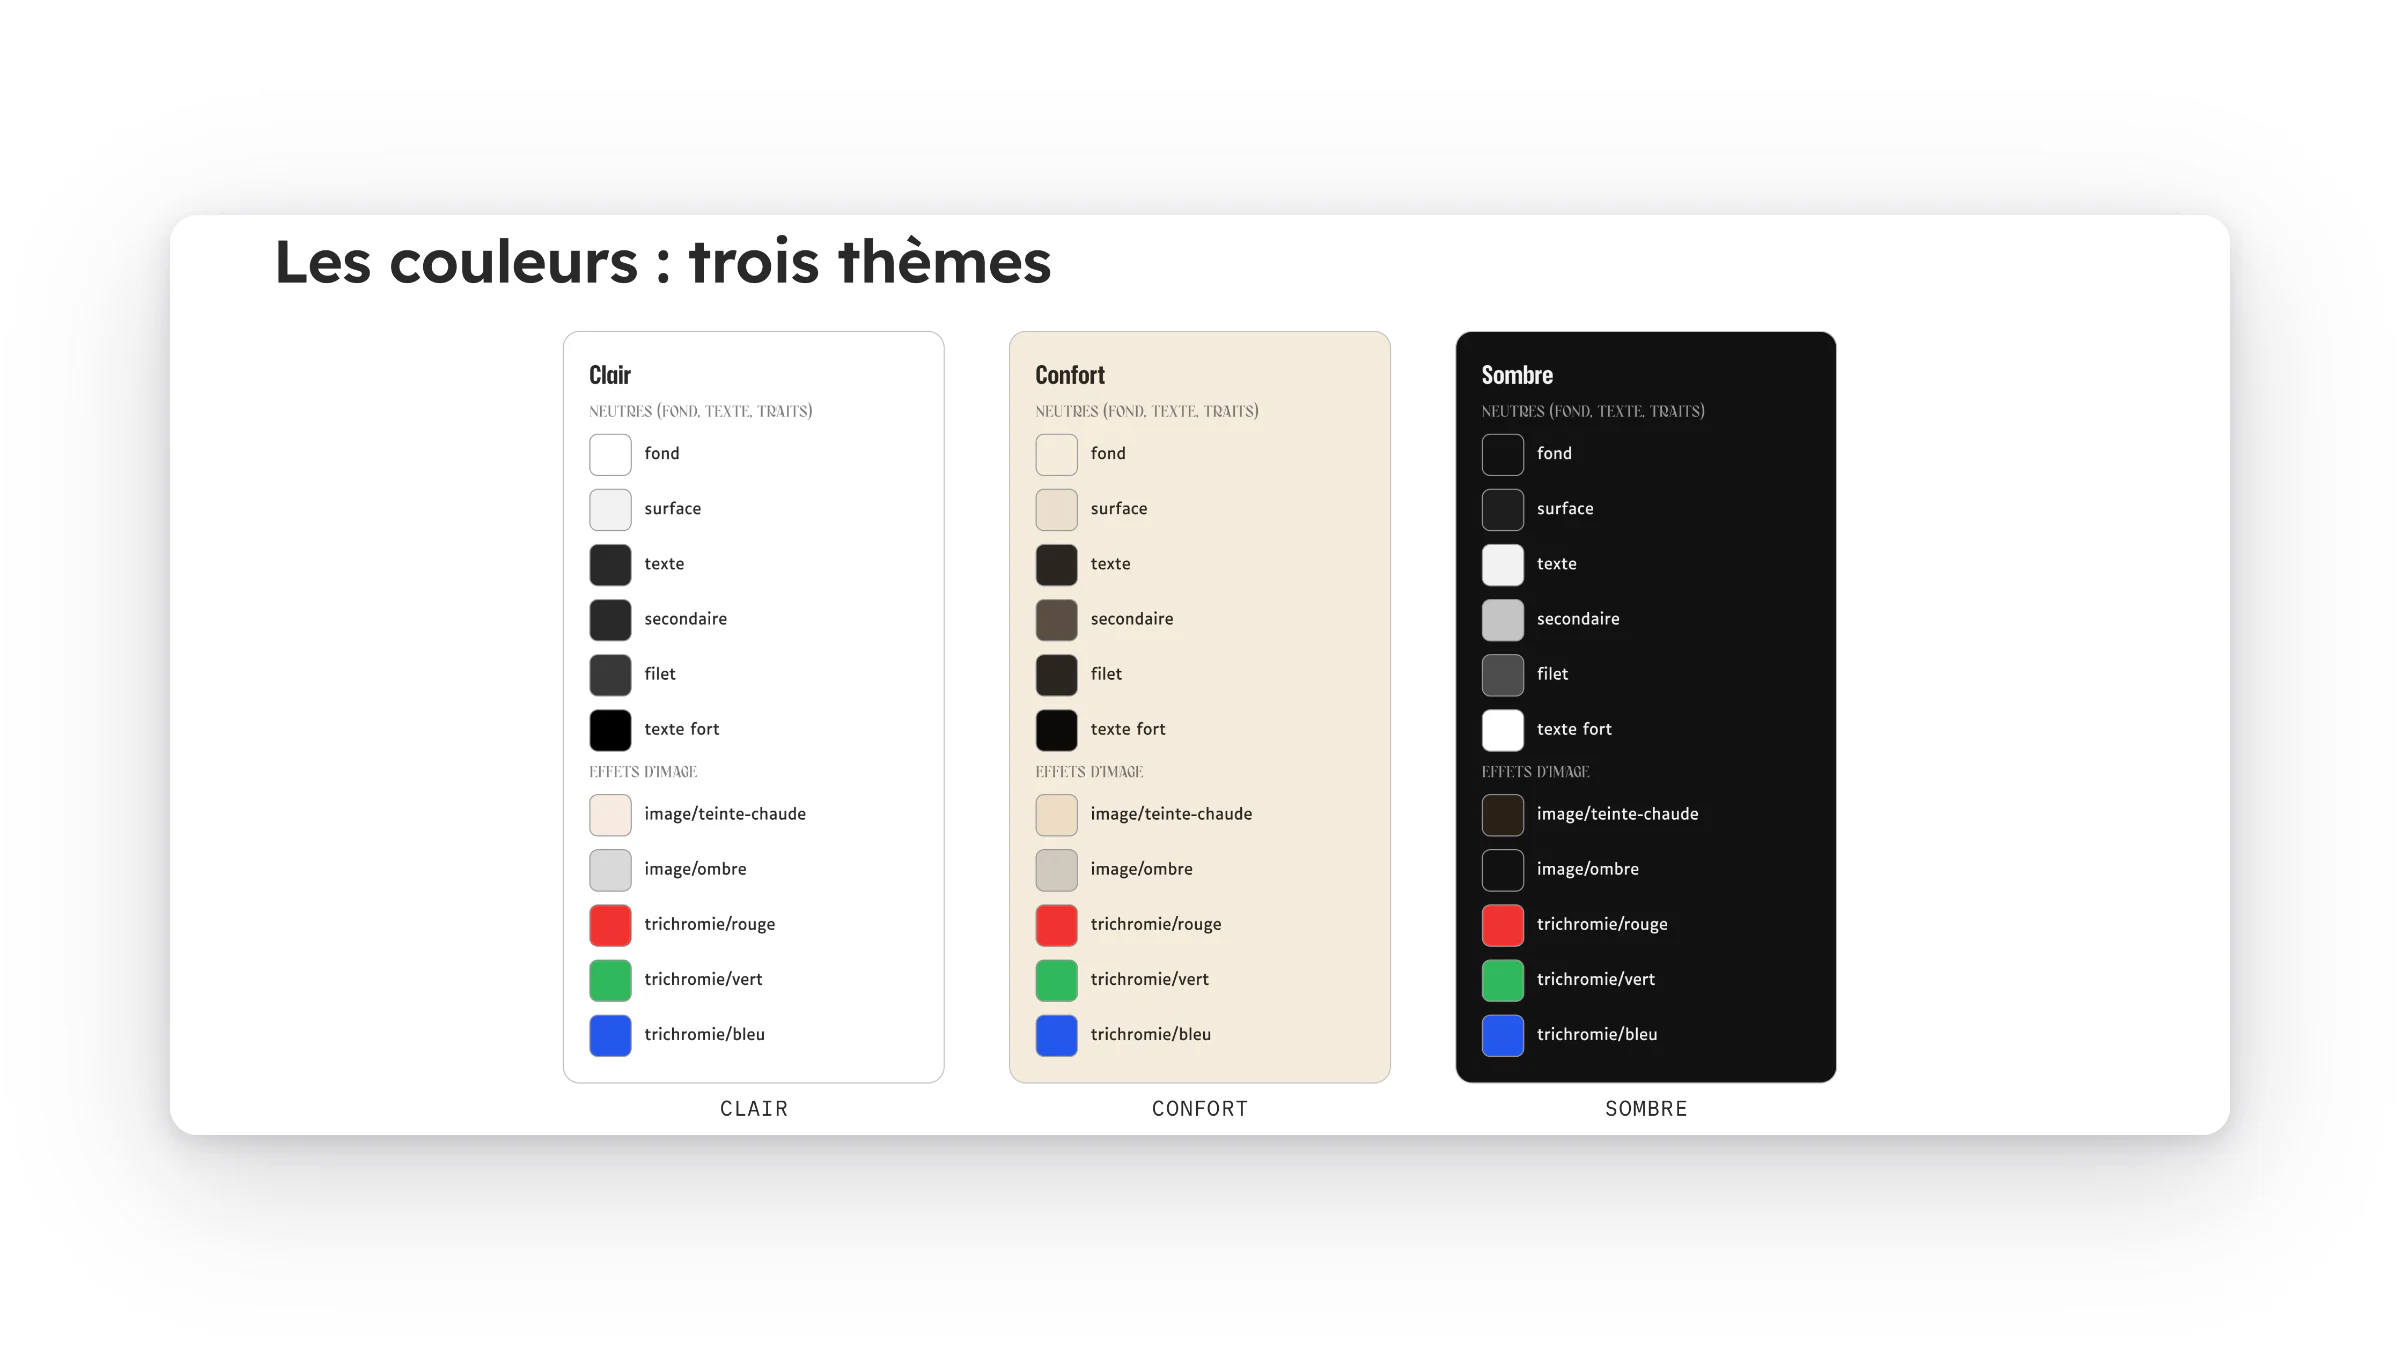 Les couleurs : trois thèmes
Clair
NEUTRES (FOND, TEXTE, TRAITS)
fond
surface
texte
secondaire
filet
texte fort
EFFETS D'IMAGE
image/teinte-chaude
image/ombre
trichromie/rouge
trichromie/vert
trichromie/bleu
CLAIR
Confort
NEUTRES (FOND, TEXTE, TRAITS)
fond
surface
texte
secondaire
filet
texte fort
EFFETS D'IMAGE
image/teinte-chaude
image/ombre
trichromie/rouge
trichromie/vert
trichromie/bleu
CONFORT
Sombre
NEUTRES (FOND, TEXTE, TRAITS)
fond
surface
texte
secondaire
filet
texte fort
EFFETS D'IMAGE
image/teinte-chaude
image/ombre
trichromie/rouge
trichromie/vert
trichromie/bleu
SOMBRE